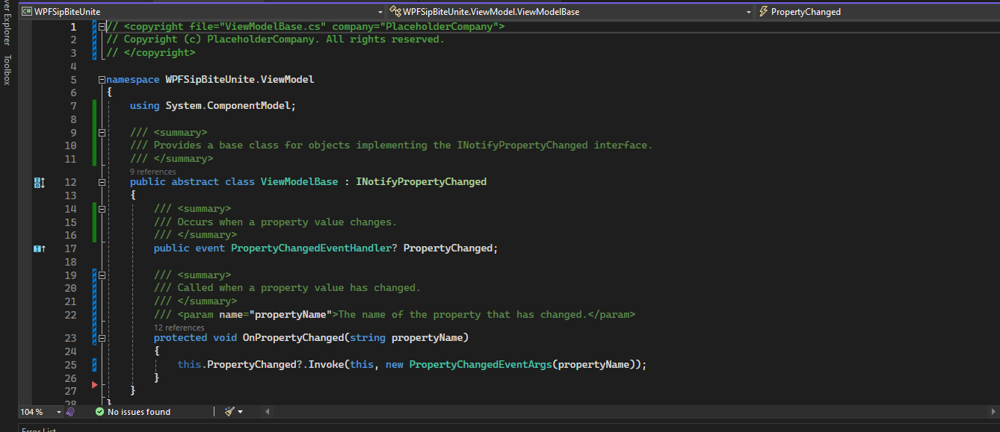 ver Explorer
Toolbox
C# WPFSipBiteUnite
WPFSipBiteUnite.ViewModel.ViewModelBase
PropertyChanged
1 // <copyright file="ViewModelBase.cs" company="PlaceholderCompany">
2 // Copyright (c) PlaceholderCompany. All rights reserved.
3 // </copyright>
4
5 namespace WPFSipBiteUnite.ViewModel
6 {
7 using System.ComponentModel;
8
9 /// <summary>
10 /// Provides a base class for objects implementing the INotifyPropertyChanged interface.
11 /// </summary>
9 references
12 public abstract class ViewModelBase : INotifyPropertyChanged
13 {
14 /// <summary>
15 /// Occurs when a property value changes.
16 /// </summary>
17 public event PropertyChangedEventHandler? PropertyChanged;
18
19 /// <summary>
20 /// Called when a property value has changed.
21 /// </summary>
22 /// <param name="propertyName">The name of the property that has changed.</param>
12 references
23 protected void OnPropertyChanged(string propertyName)
24 {
25 this.PropertyChanged?.Invoke(this, new PropertyChangedEventArgs(propertyName));
26 }
27 }
28 }
104 %
No issues found
Error List